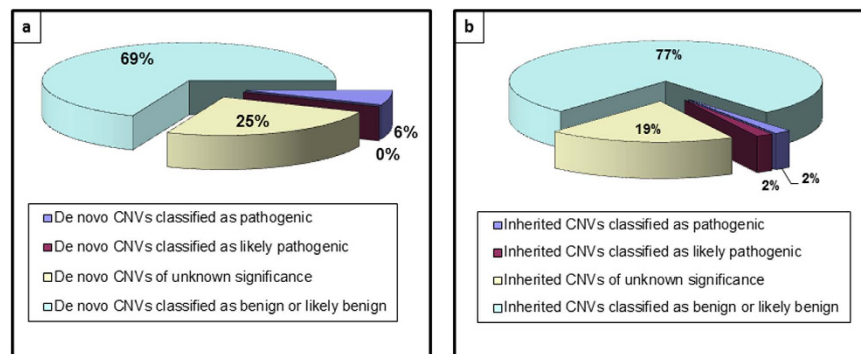 a
69%
25%
6%
0%
De novo CNVs classified as pathogenic
De novo CNVs classified as likely pathogenic
De novo CNVs of unknown significance
De novo CNVs classified as benign or likely benign
b
77%
19%
2%
2%
Inherited CNVs classified as pathogenic
Inherited CNVs classified as likely pathogenic
Inherited CNVs of unknown significance
Inherited CNVs classified as benign or likely benign